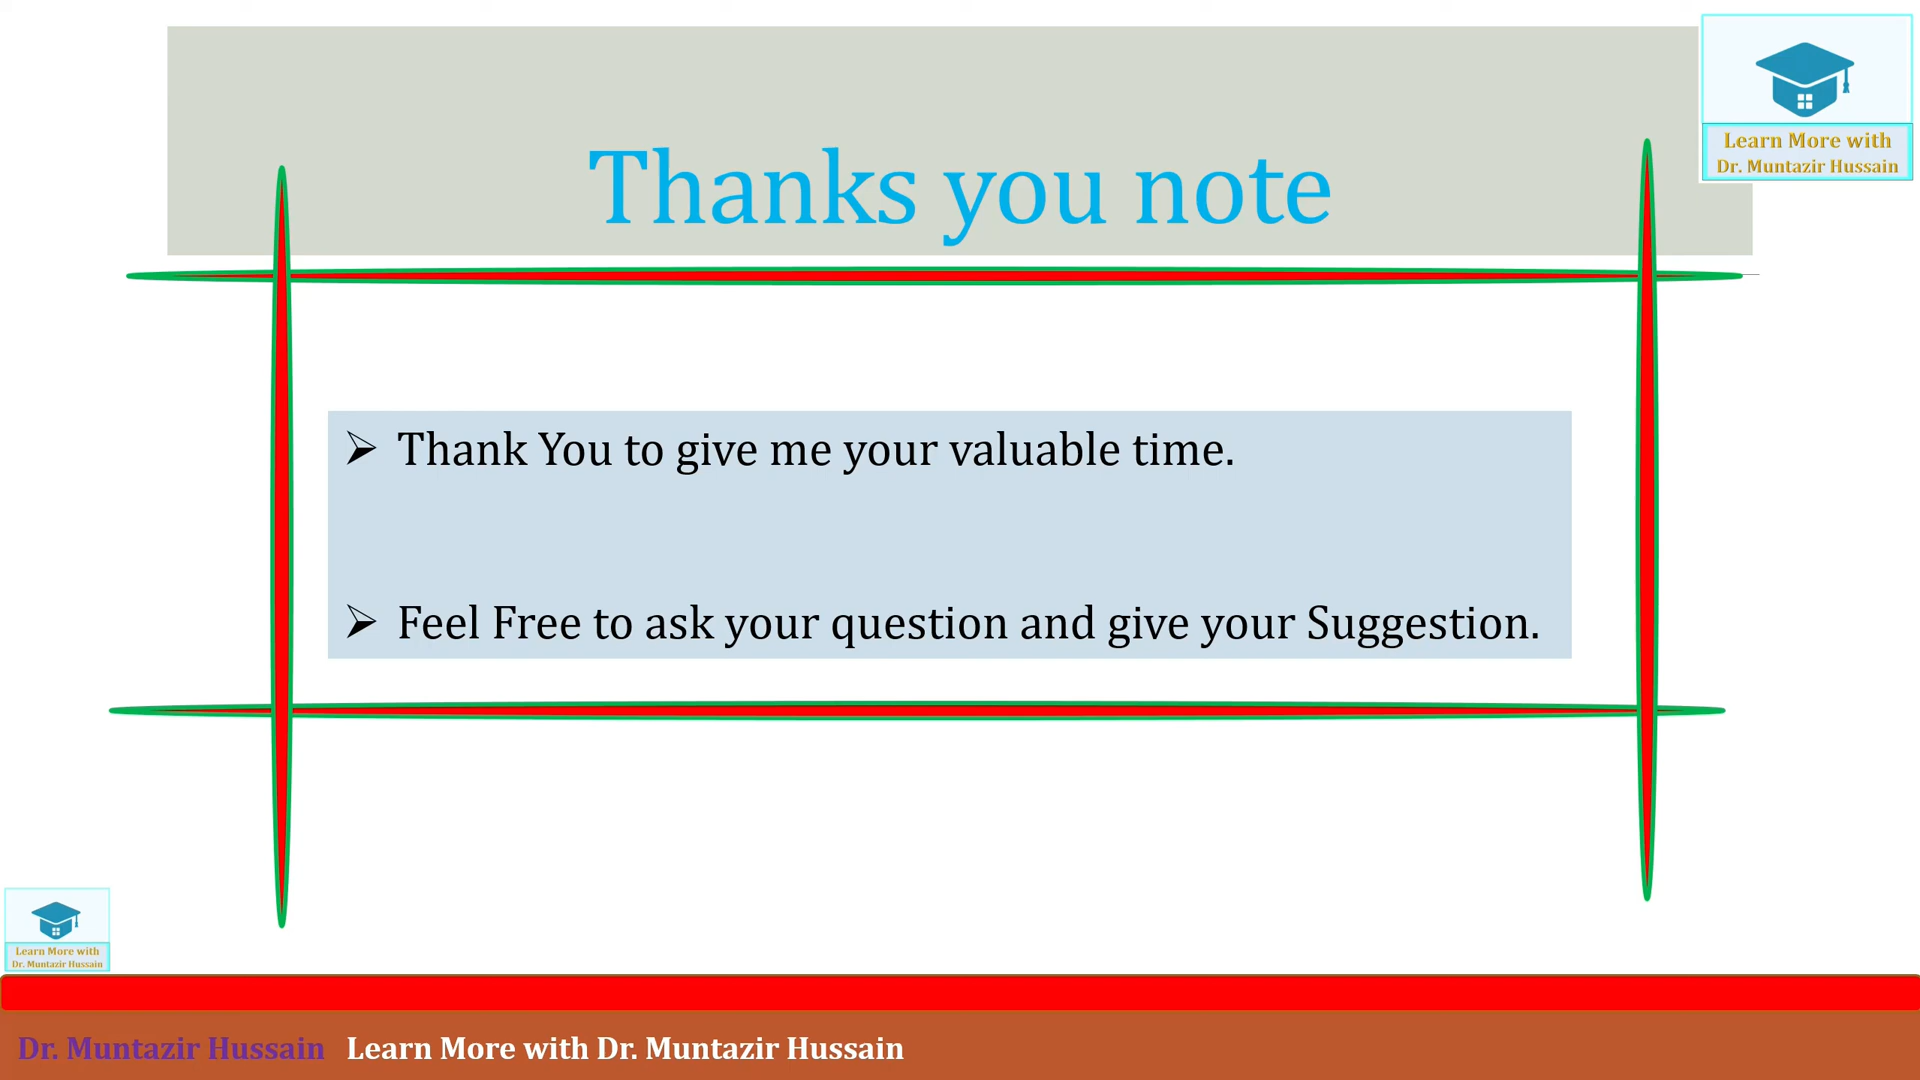 Learn More with
Dr. Muntazir Hussain
Thanks you note
➢ Thank You to give me your valuable time.
➢ Feel Free to ask your question and give your Suggestion.
Learn More with
Dr. Muntazir Hussain
Dr. Muntazir Hussain Learn More with Dr. Muntazir Hussain